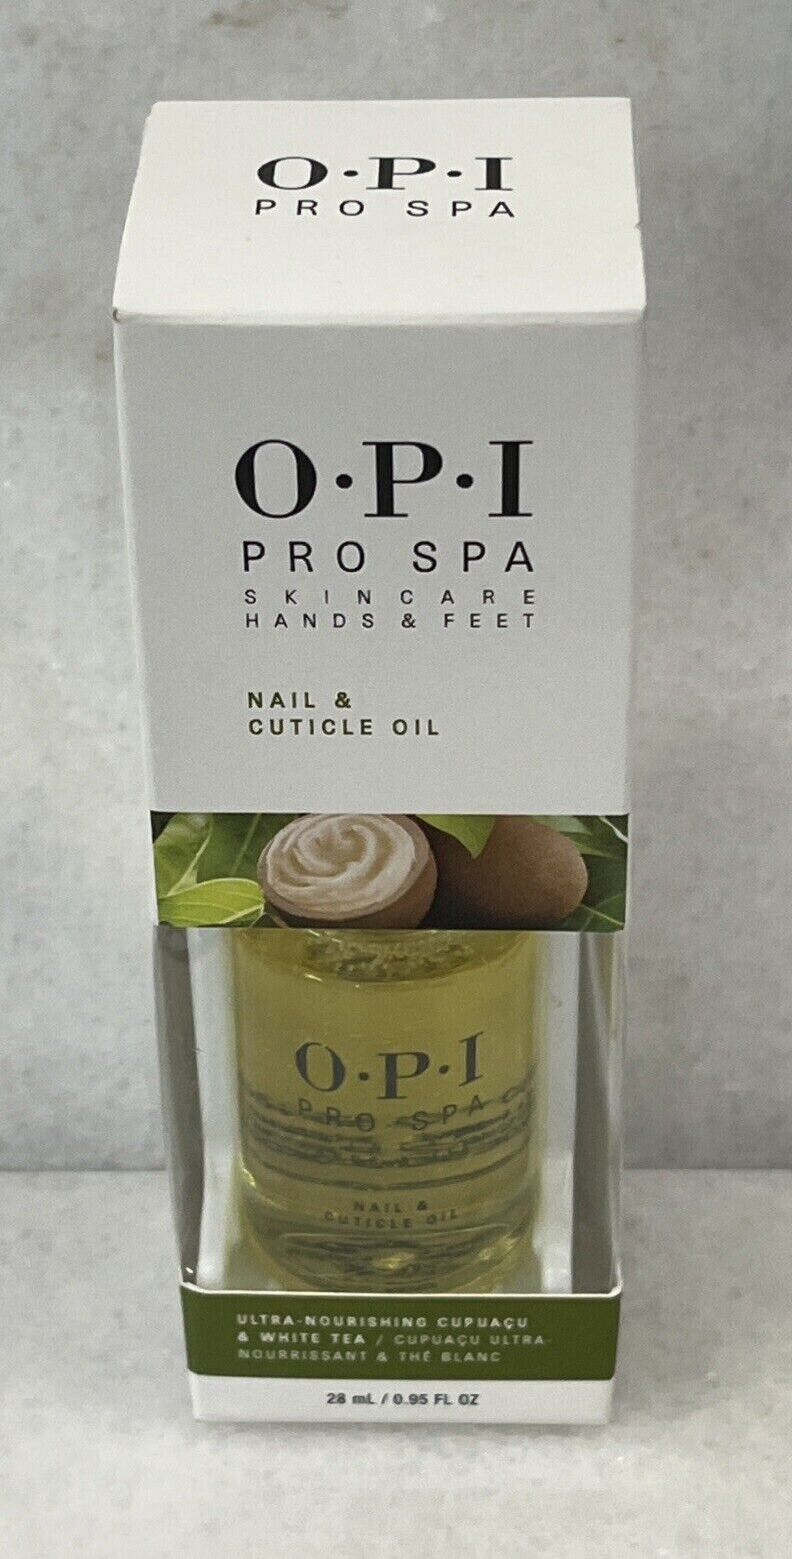 O·P·I
PRO SPA
O·P·I
PRO SPA
SKINCARE
HANDS & FEET
NAIL &
CUTICLE OIL
O·P·I
PRO SPA
NAIL &
CUTICLE OIL
ULTRA-NOURISHING CUPUAÇU
& WHITE TEA / CUPUAÇU ULTRA-
NOURRISSANT & THÉ BLANC
28 mL / 0.95 FL OZ